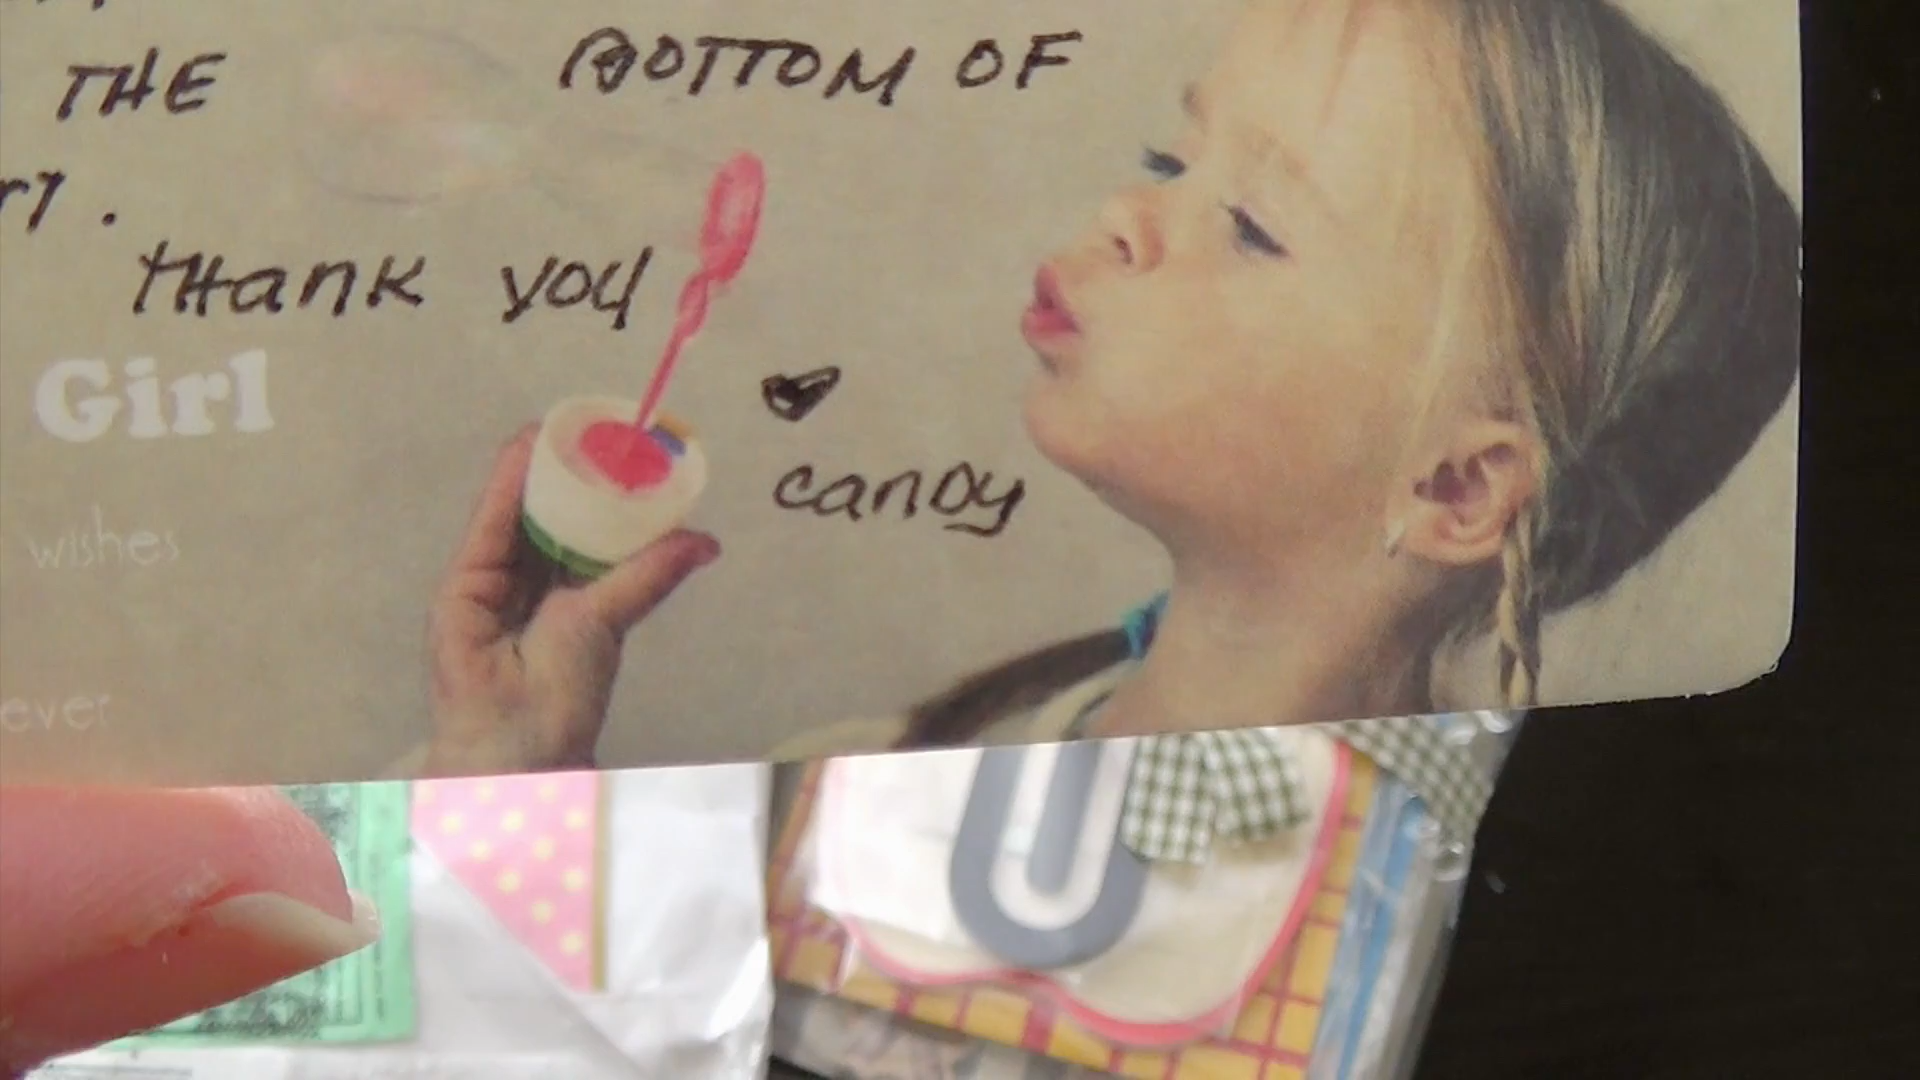 THE BOTTOM OF
THANK YOU
Girl
candy
wishes
ever